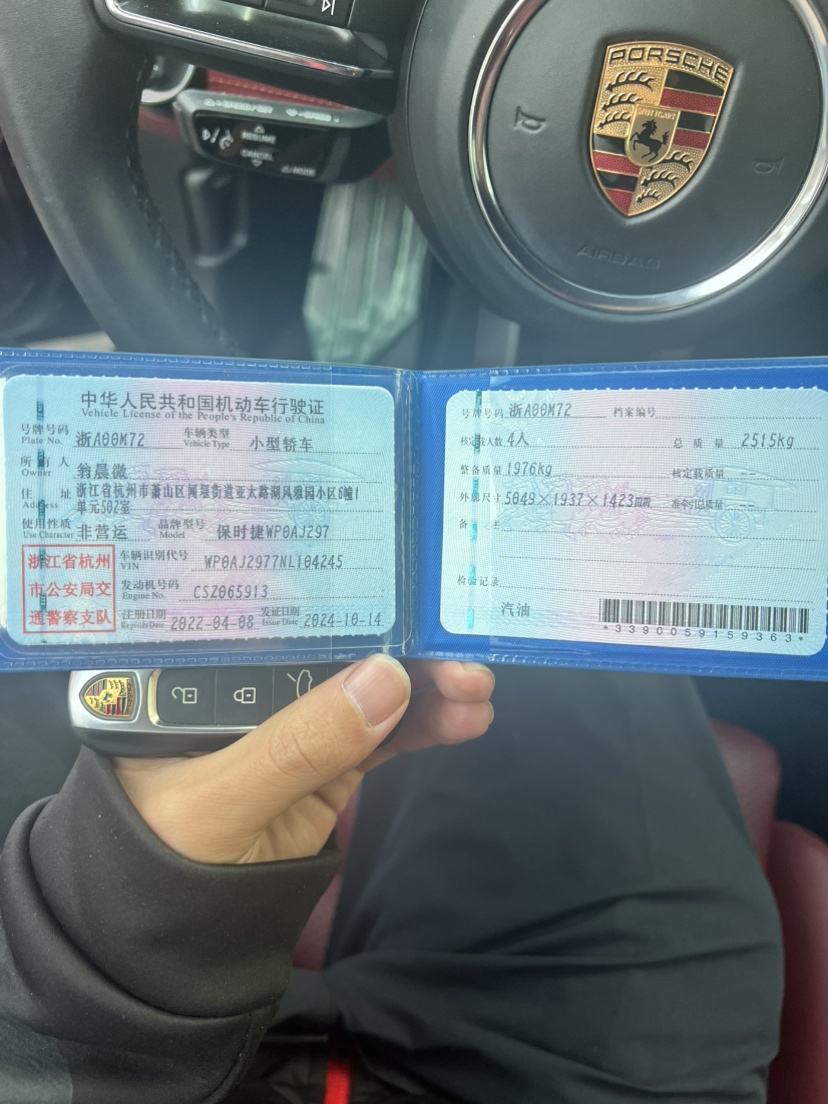 PORSCHE
STUTTGART
RESUME
CANCEL
AIRBAG
中华人民共和国机动车行驶证
Vehicle License of the People's Republic of China
号牌号码 浙A00M72 车辆类型 小型轿车
Plate No. Vehicle Type
所有人 翁晨微
Owner
住址 浙江省杭州市萧山区闻堰街道亚太路湖风雅园小区6幢1
Address 单元502室
使用性质 非营运 品牌型号 保时捷WP0AJ297
Use Character Model
浙江省杭州
市公安局交
通警察支队
车辆识别代号 WP0AJ2977NL104245
VIN
发动机号码 CSZ065913
Engine No.
注册日期 2022-04-08 发证日期 2024-10-14
Register Date Issue Date
号牌号码 浙A00M72 档案编号
核定载人数 4人 总质量 2515kg
整备质量 1976kg 核定载质量 --
外廓尺寸 5049×1937×1423mm 准牵引总质量 --
备注
检验记录
汽油
*3390059159363*